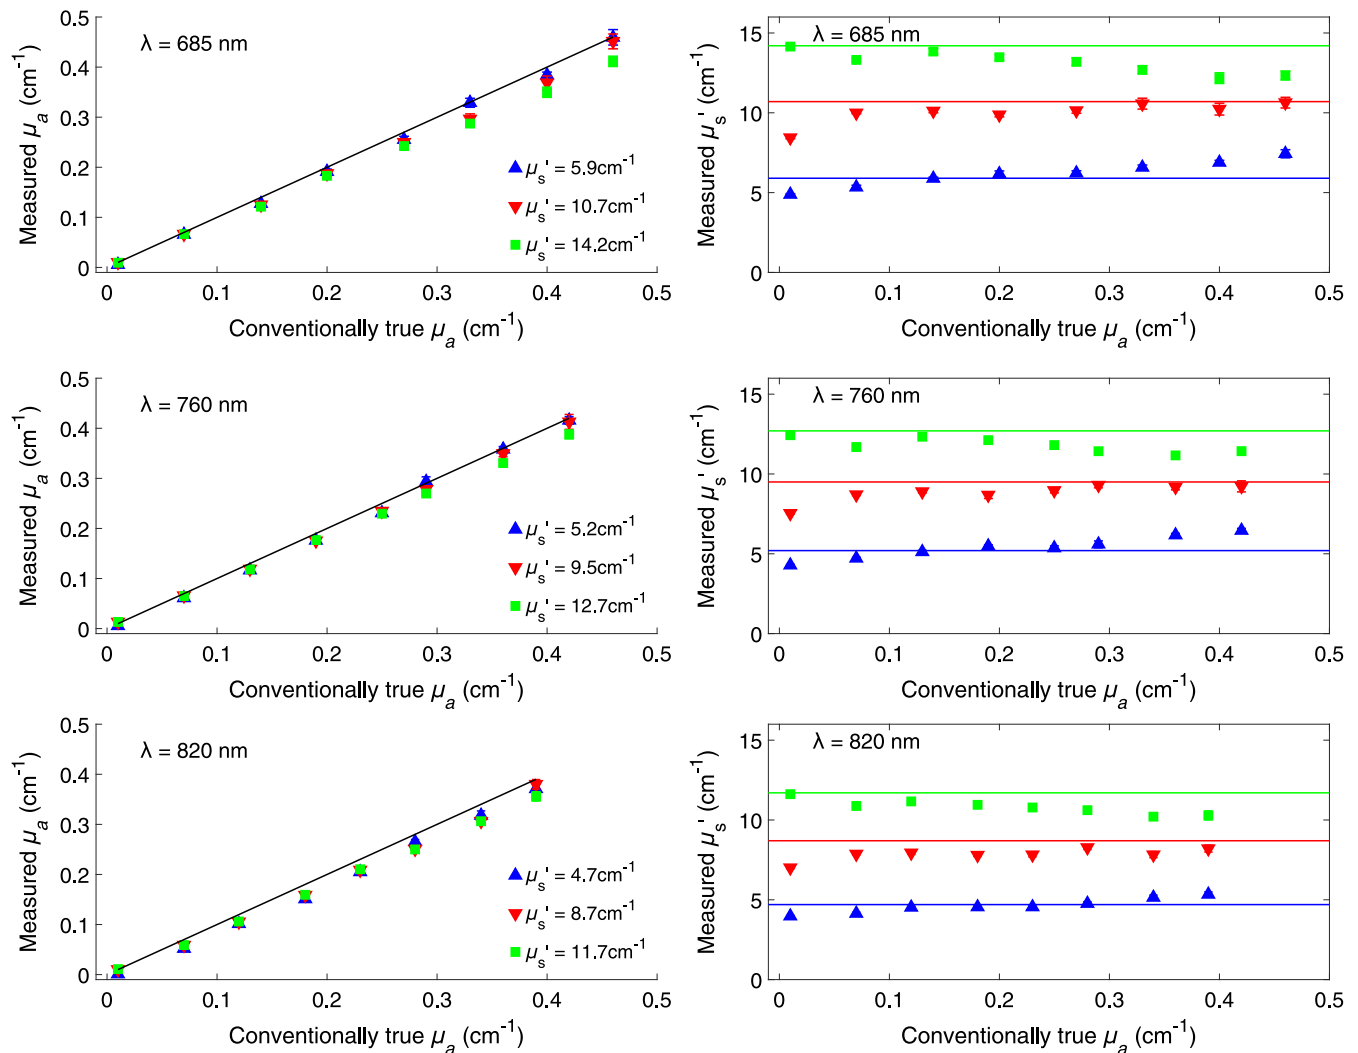 λ = 685 nm
0.5
0.4
0.3
0.2
0.1
0
Measured μa (cm-1)
μs' = 5.9cm-1
μs' = 10.7cm-1
μs' = 14.2cm-1
0 0.1 0.2 0.3 0.4 0.5
Conventionally true μa (cm-1)
λ = 685 nm
15
10
5
0
Measured μs' (cm-1)
0 0.1 0.2 0.3 0.4 0.5
Conventionally true μa (cm-1)
λ = 760 nm
0.5
0.4
0.3
0.2
0.1
0
Measured μa (cm-1)
μs' = 5.2cm-1
μs' = 9.5cm-1
μs' = 12.7cm-1
0 0.1 0.2 0.3 0.4 0.5
Conventionally true μa (cm-1)
λ = 760 nm
15
10
5
0
Measured μs' (cm-1)
0 0.1 0.2 0.3 0.4 0.5
Conventionally true μa (cm-1)
λ = 820 nm
0.5
0.4
0.3
0.2
0.1
0
Measured μa (cm-1)
μs' = 4.7cm-1
μs' = 8.7cm-1
μs' = 11.7cm-1
0 0.1 0.2 0.3 0.4 0.5
Conventionally true μa (cm-1)
λ = 820 nm
15
10
5
0
Measured μs' (cm-1)
0 0.1 0.2 0.3 0.4 0.5
Conventionally true μa (cm-1)